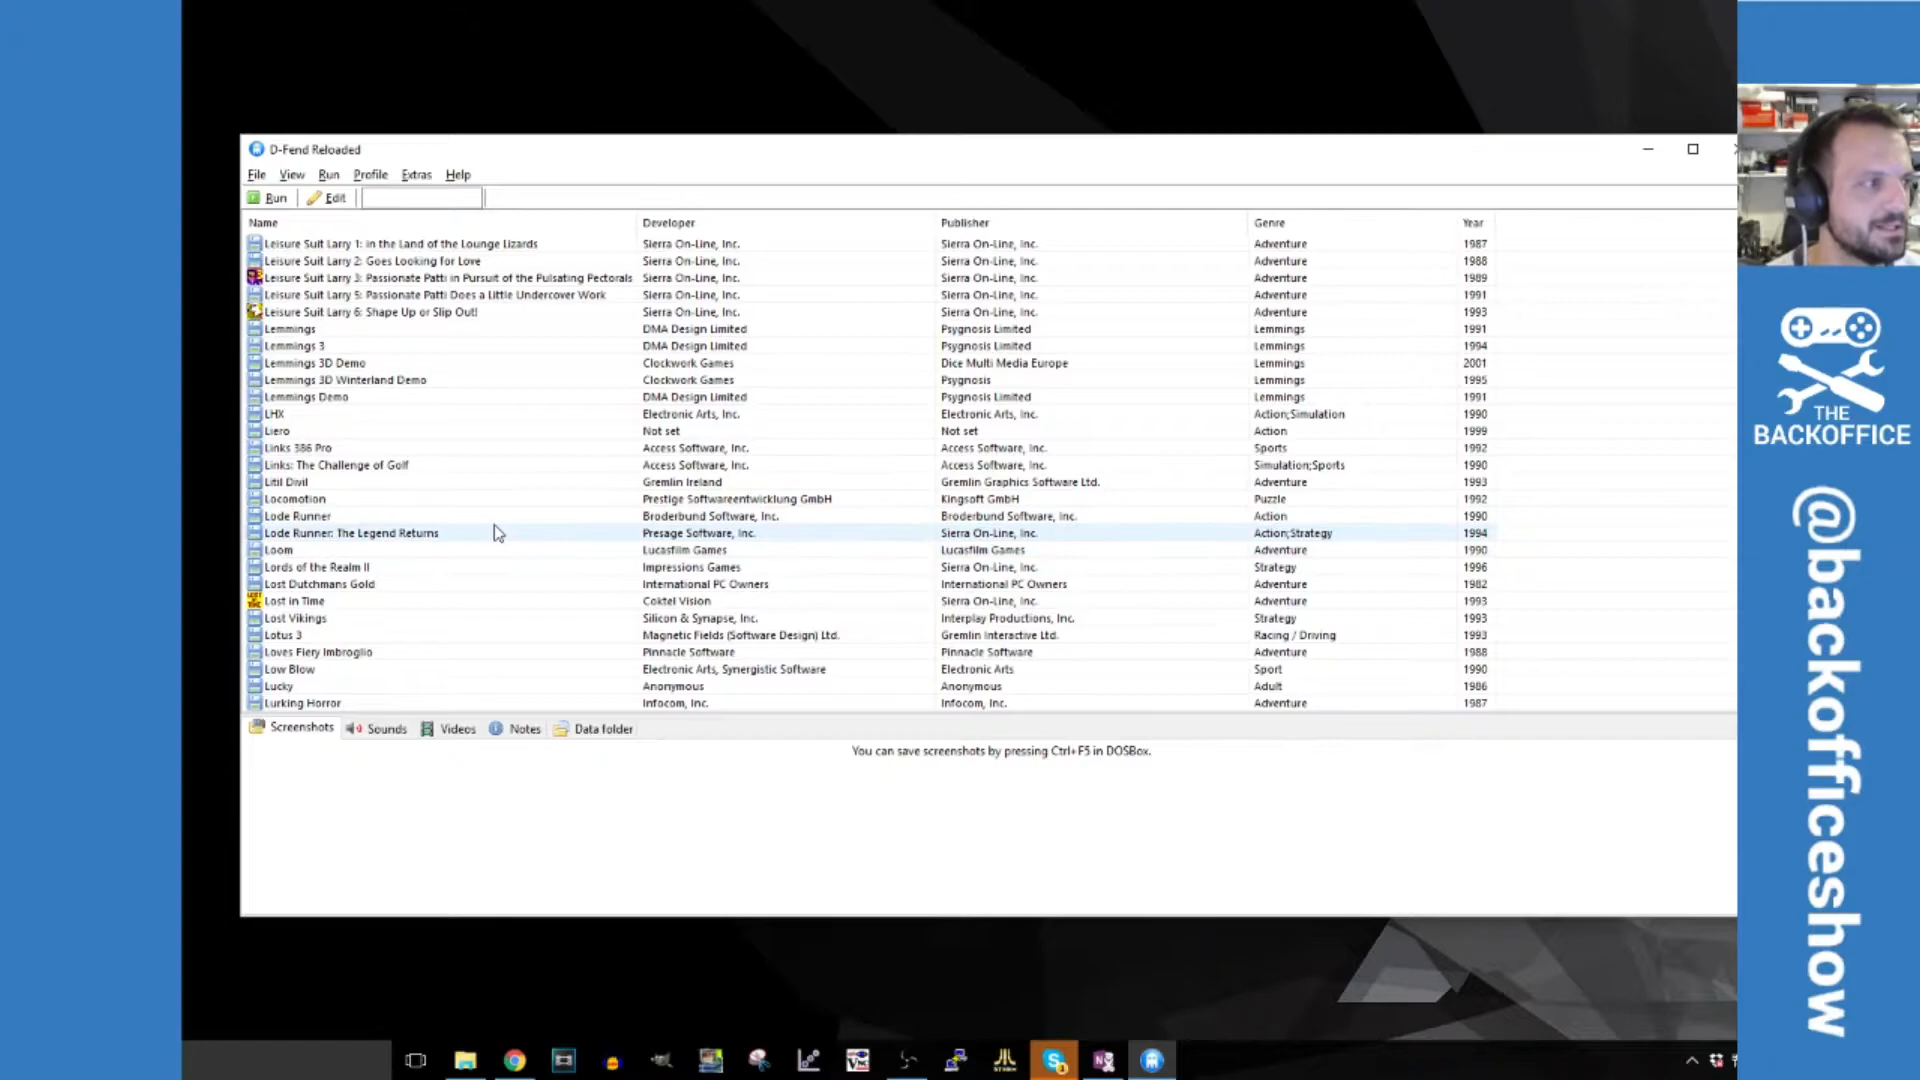 D-Fend Reloaded
File View Run Profile Extras Help
Run Edit
Name Developer Publisher Genre Year
Leisure Suit Larry 1: in the Land of the Lounge Lizards Sierra On-Line, Inc. Sierra On-Line, Inc. Adventure 1987
Leisure Suit Larry 2: Goes Looking for Love Sierra On-Line, Inc. Sierra On-Line, Inc. Adventure 1988
Leisure Suit Larry 3: Passionate Patti in Pursuit of the Pulsating Pectorals Sierra On-Line, Inc. Sierra On-Line, Inc. Adventure 1989
Leisure Suit Larry 5: Passionate Patti Does a Little Undercover Work Sierra On-Line, Inc. Sierra On-Line, Inc. Adventure 1991
Leisure Suit Larry 6: Shape Up or Slip Out! Sierra On-Line, Inc. Sierra On-Line, Inc. Adventure 1993
Lemmings DMA Design Limited Psygnosis Limited Lemmings 1991
Lemmings 3 DMA Design Limited Psygnosis Limited Lemmings 1994
Lemmings 3D Demo Clockwork Games Dice Multi Media Europe Lemmings 2001
Lemmings 3D Winterland Demo Clockwork Games Psygnosis Lemmings 1995
Lemmings Demo DMA Design Limited Psygnosis Limited Lemmings 1991
LHX Electronic Arts, Inc. Electronic Arts, Inc. Action;Simulation 1990
Liero Not set Not set Action 1999
Links 386 Pro Access Software, Inc. Access Software, Inc. Sports 1992
Links: The Challenge of Golf Access Software, Inc. Access Software, Inc. Simulation;Sports 1990
Litil Divil Gremlin Ireland Gremlin Graphics Software Ltd. Adventure 1993
Locomotion Prestige Softwareentwicklung GmbH Kingsoft GmbH Puzzle 1992
Lode Runner Broderbund Software, Inc. Broderbund Software, Inc. Action 1990
Lode Runner: The Legend Returns Presage Software, Inc. Sierra On-Line, Inc. Action;Strategy 1994
Loom Lucasfilm Games Lucasfilm Games Adventure 1990
Lords of the Realm II Impressions Games Sierra On-Line, Inc. Strategy 1996
Lost Dutchmans Gold International PC Owners International PC Owners Adventure 1982
Lost in Time Coktel Vision Sierra On-Line, Inc. Adventure 1993
Lost Vikings Silicon & Synapse, Inc. Interplay Productions, Inc. Strategy 1993
Lotus 3 Magnetic Fields (Software Design) Ltd. Gremlin Interactive Ltd. Racing / Driving 1993
Loves Fiery Imbroglio Pinnacle Software Pinnacle Software Adventure 1988
Low Blow Electronic Arts, Synergistic Software Electronic Arts Sport 1990
Lucky Anonymous Anonymous Adult 1986
Lurking Horror Infocom, Inc. Infocom, Inc. Adventure 1987
Screenshots Sounds Videos Notes Data folder
You can save screenshots by pressing Ctrl+F5 in DOSBox.
THE
BACKOFFICE
@backofficeshow